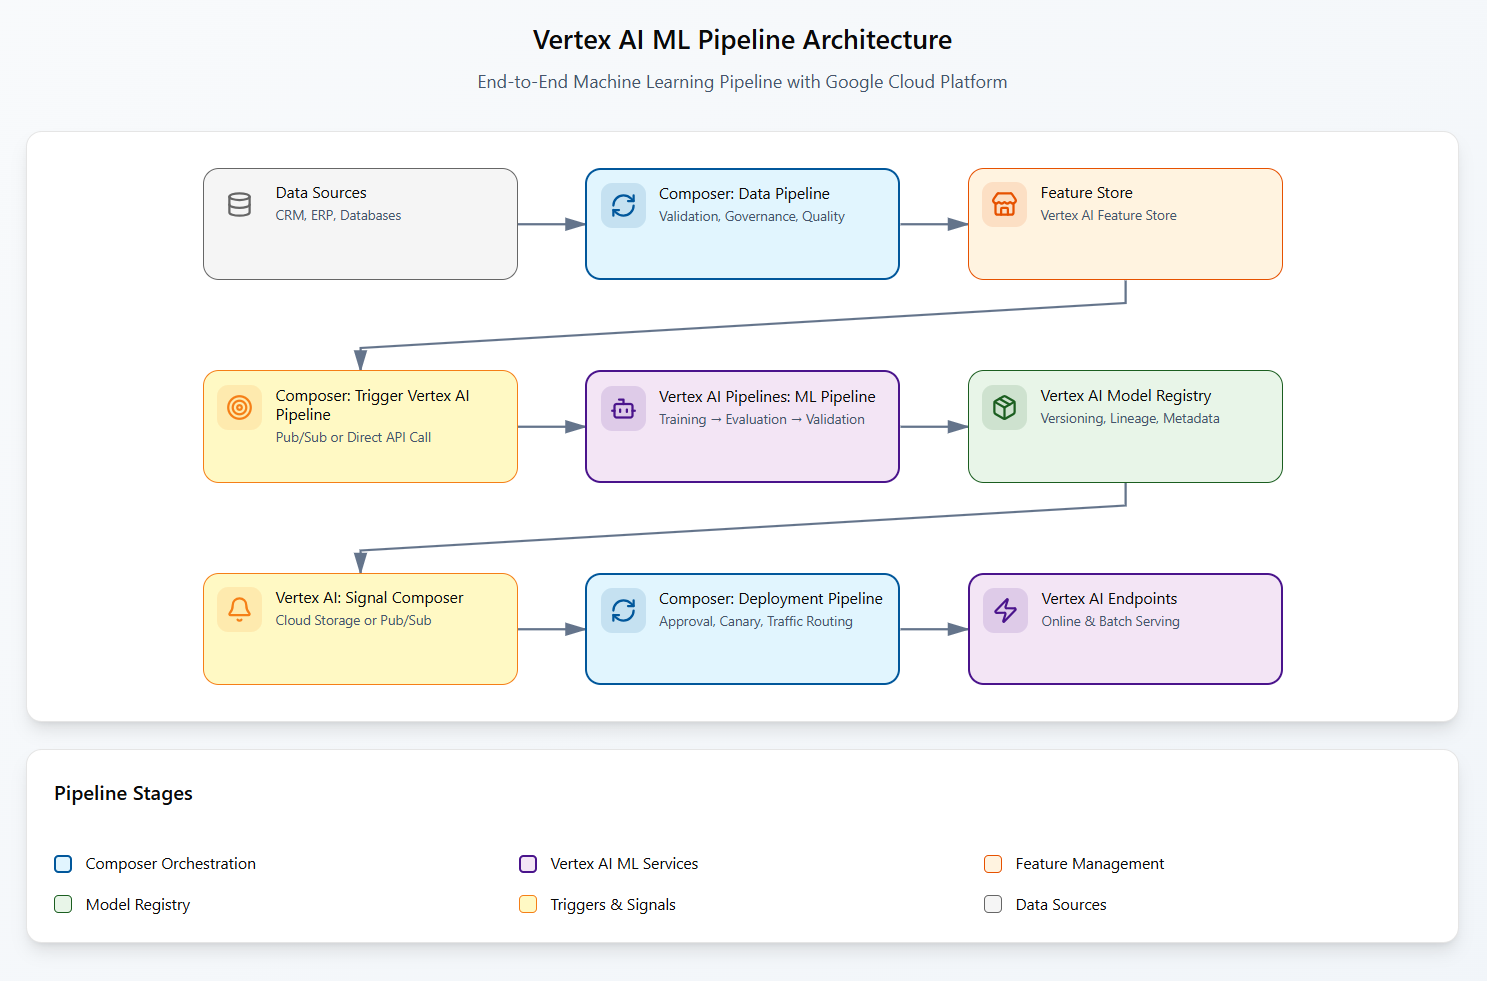 Vertex AI ML Pipeline Architecture
End-to-End Machine Learning Pipeline with Google Cloud Platform
Data Sources
CRM, ERP, Databases
Composer: Data Pipeline
Validation, Governance, Quality
Feature Store
Vertex AI Feature Store
Composer: Trigger Vertex AI
Pipeline
Pub/Sub or Direct API Call
Vertex AI Pipelines: ML Pipeline
Training → Evaluation → Validation
Vertex AI Model Registry
Versioning, Lineage, Metadata
Vertex AI: Signal Composer
Cloud Storage or Pub/Sub
Composer: Deployment Pipeline
Approval, Canary, Traffic Routing
Vertex AI Endpoints
Online & Batch Serving
Pipeline Stages
Composer Orchestration
Vertex AI ML Services
Feature Management
Model Registry
Triggers & Signals
Data Sources